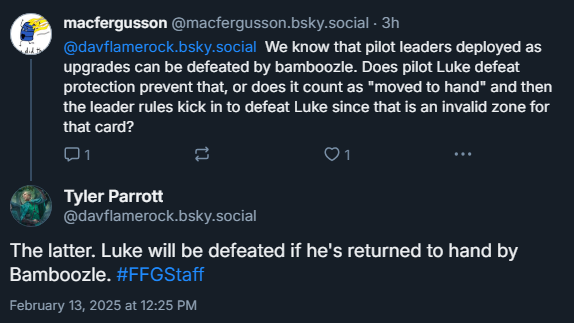 macfergusson @macfergusson.bsky.social · 3h
@davflamerock.bsky.social We know that pilot leaders deployed as
upgrades can be defeated by bamboozle. Does pilot Luke defeat
protection prevent that, or does it count as "moved to hand" and then
the leader rules kick in to defeat Luke since that is an invalid zone for
that card?
1
1
Tyler Parrott
@davflamerock.bsky.social
The latter. Luke will be defeated if he's returned to hand by
Bamboozle. #FFGStaff
February 13, 2025 at 12:25 PM